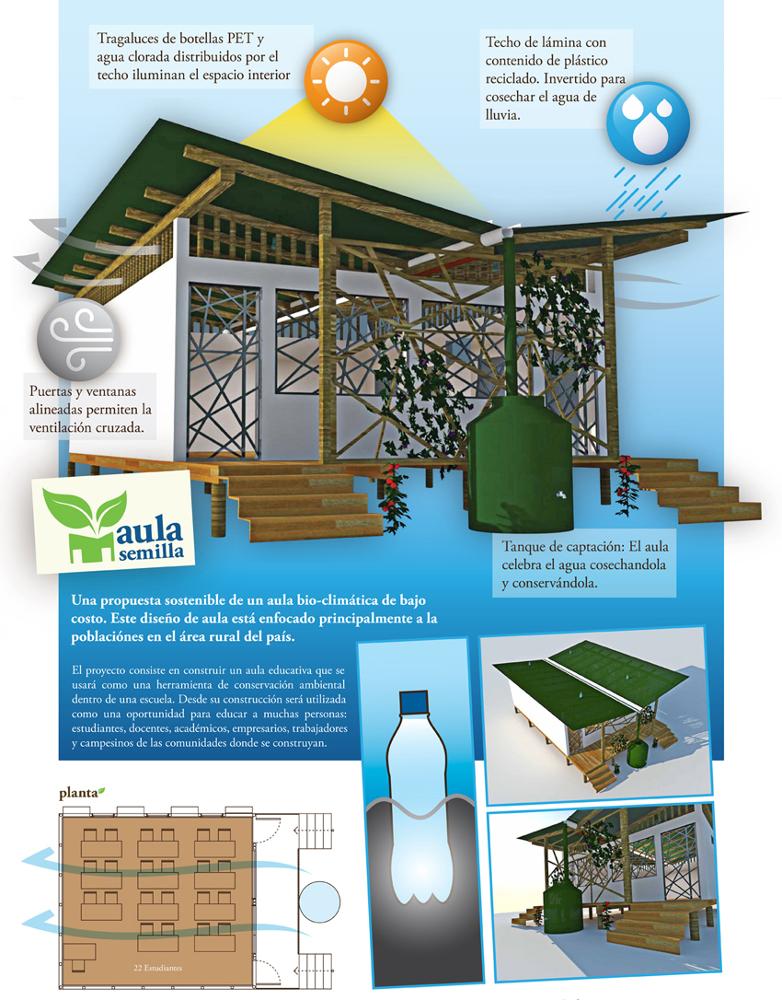 Tragaluces de botellas PET y
agua clorada distribuidos por el
techo iluminan el espacio interior
Techo de lámina con
contenido de plástico
reciclado. Invertido para
cosechar el agua de
lluvia.
Puertas y ventanas
alineadas permiten la
ventilación cruzada.
aula
semilla
Tanque de captación: El aula
celebra el agua cosechandola
y conservándola.
Una propuesta sostenible de un aula bio-climática de bajo
costo. Este diseño de aula está enfocado principalmente a la
poblaciónes en el área rural del país.
El proyecto consiste en construir un aula educativa que se
usará como una herramienta de conservación ambiental
dentro de una escuela. Desde su construcción será utilizada
como una oportunidad para educar a muchas personas:
estudiantes, docentes, académicos, empresarios, trabajadores
y campesinos de las comunidades donde se construyan.
planta
22 Estudiantes